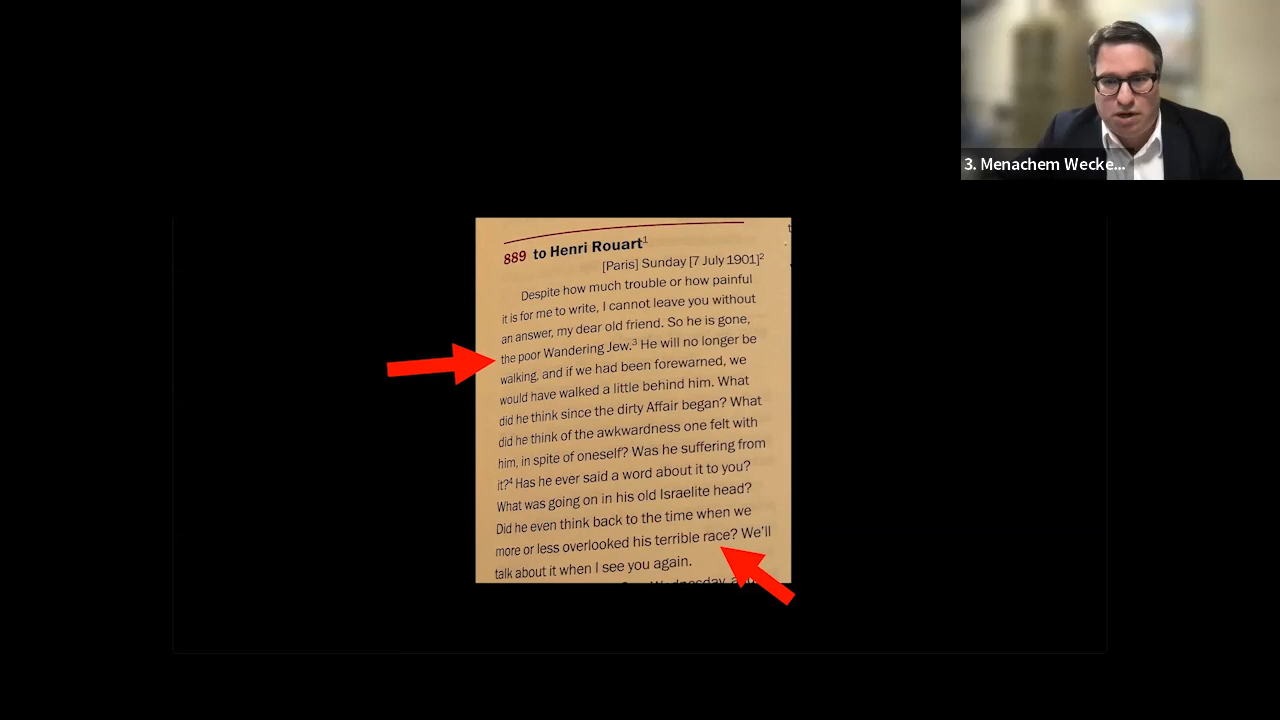 3. Menachem Wecke...
889 to Henri Rouart¹
[Paris] Sunday [7 July 1901]²
Despite how much trouble or how painful
it is for me to write, I cannot leave you without
an answer, my dear old friend. So he is gone,
the poor Wandering Jew.³ He will no longer be
walking, and if we had been forewarned, we
would have walked a little behind him. What
did he think since the dirty Affair began? What
did he think of the awkwardness one felt with
him, in spite of oneself? Was he suffering from
it?⁴ Has he ever said a word about it to you?
What was going on in his old Israelite head?
Did he even think back to the time when we
more or less overlooked his terrible race? We'll
talk about it when I see you again.